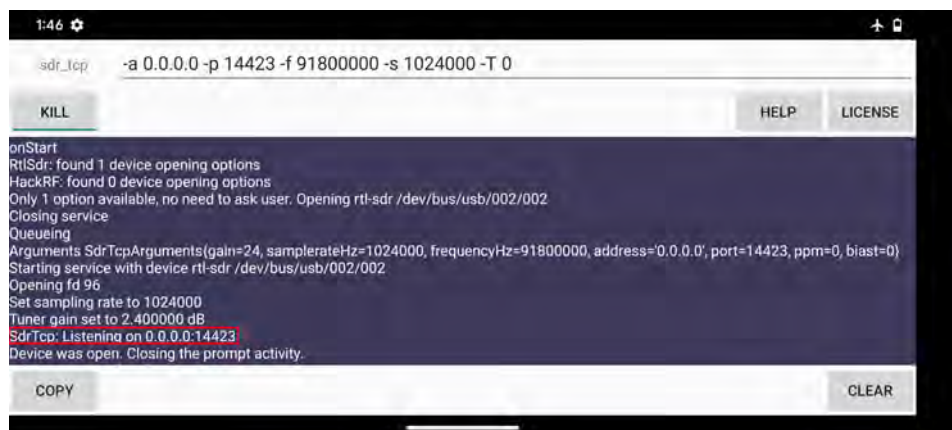 1:46
sdr_tcp -a 0.0.0.0 -p 14423 -f 91800000 -s 1024000 -T 0
KILL HELP LICENSE
onStart
RtlSdr: found 1 device opening options
HackRF: found 0 device opening options
Only 1 option available, no need to ask user. Opening rtl-sdr /dev/bus/usb/002/002
Closing service
Queueing
Arguments SdrTcpArguments{gain=24, samplerateHz=1024000, frequencyHz=91800000, address='0.0.0.0', port=14423, ppm=0, biast=0}
Starting service with device rtl-sdr /dev/bus/usb/002/002
Opening fd 96
Set sampling rate to 1024000
Tuner gain set to 2.400000 dB
SdrTcp: Listening on 0.0.0.0:14423
Device was open. Closing the prompt activity.
COPY CLEAR